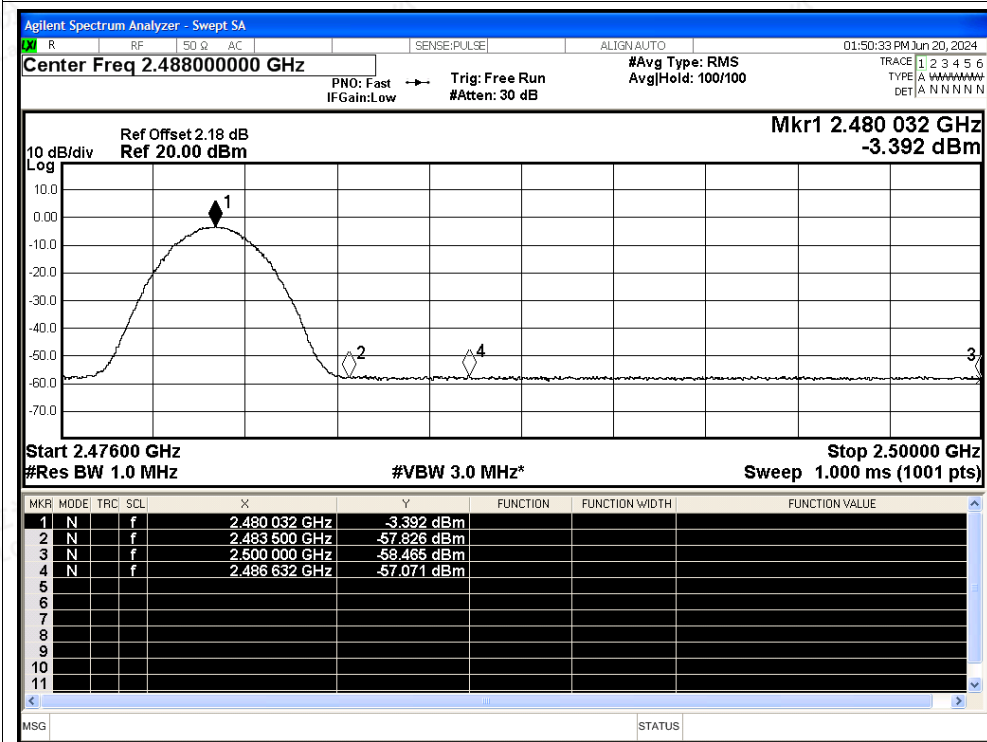 Agilent Spectrum Analyzer - Swept SA
LXI R RF 50 Ω AC SENSE:PULSE ALIGN AUTO 01:50:33 PM Jun 20, 2024
Center Freq 2.488000000 GHz #Avg Type: RMS TRACE 1 2 3 4 5 6
PNO: Fast Trig: Free Run Avg|Hold: 100/100 TYPE A WWWWW
IFGain:Low #Atten: 30 dB DET A N N N N N
Mkr1 2.480 032 GHz
-3.392 dBm
Ref Offset 2.18 dB
10 dB/div Ref 20.00 dBm
Log
10.0
0.00
-10.0
-20.0
-30.0
-40.0
-50.0
-60.0
-70.0
1
2
4
3
Start 2.47600 GHz Stop 2.50000 GHz
#Res BW 1.0 MHz #VBW 3.0 MHz* Sweep 1.000 ms (1001 pts)
MKR MODE TRC SCL X Y FUNCTION FUNCTION WIDTH FUNCTION VALUE
1 N f 2.480 032 GHz -3.392 dBm
2 N f 2.483 500 GHz -57.826 dBm
3 N f 2.500 000 GHz -58.465 dBm
4 N f 2.486 632 GHz -57.071 dBm
5
6
7
8
9
10
11
MSG STATUS